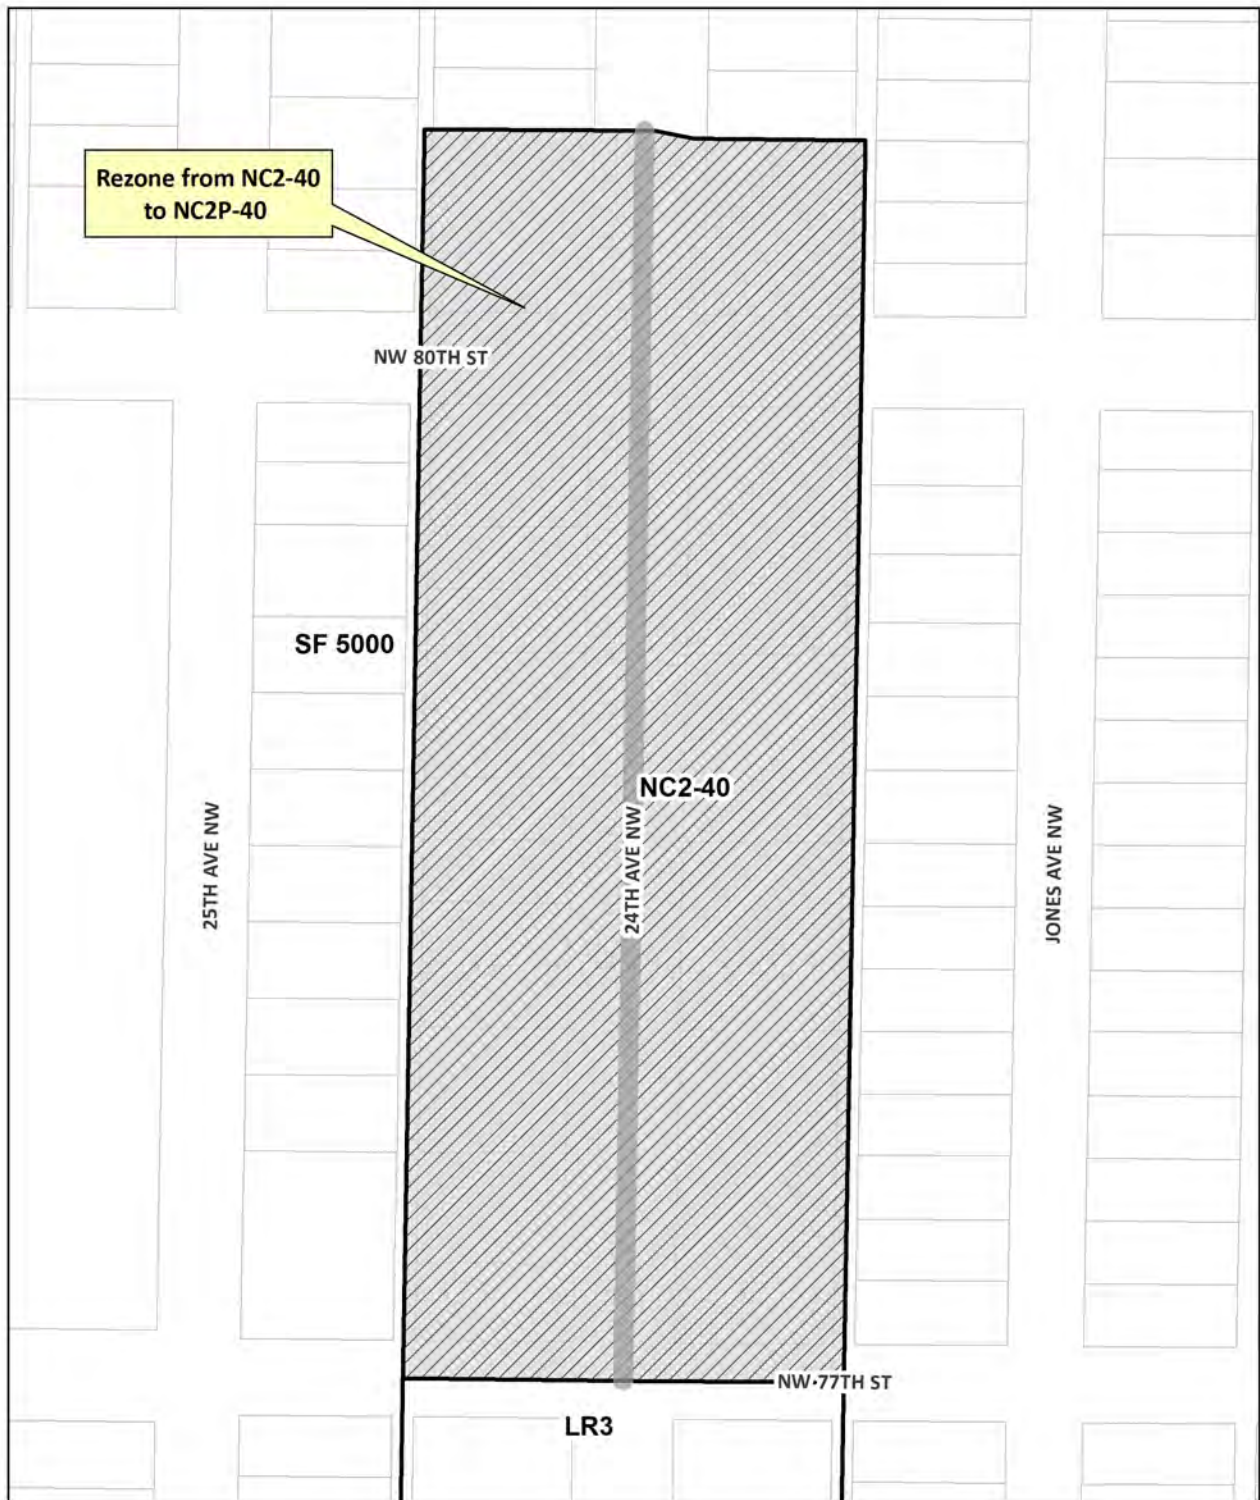 Rezone from NC2-40
to NC2P-40
NW 80TH ST
SF 5000
NC2-40
24TH AVE NW
25TH AVE NW
JONES AVE NW
NW 77TH ST
LR3